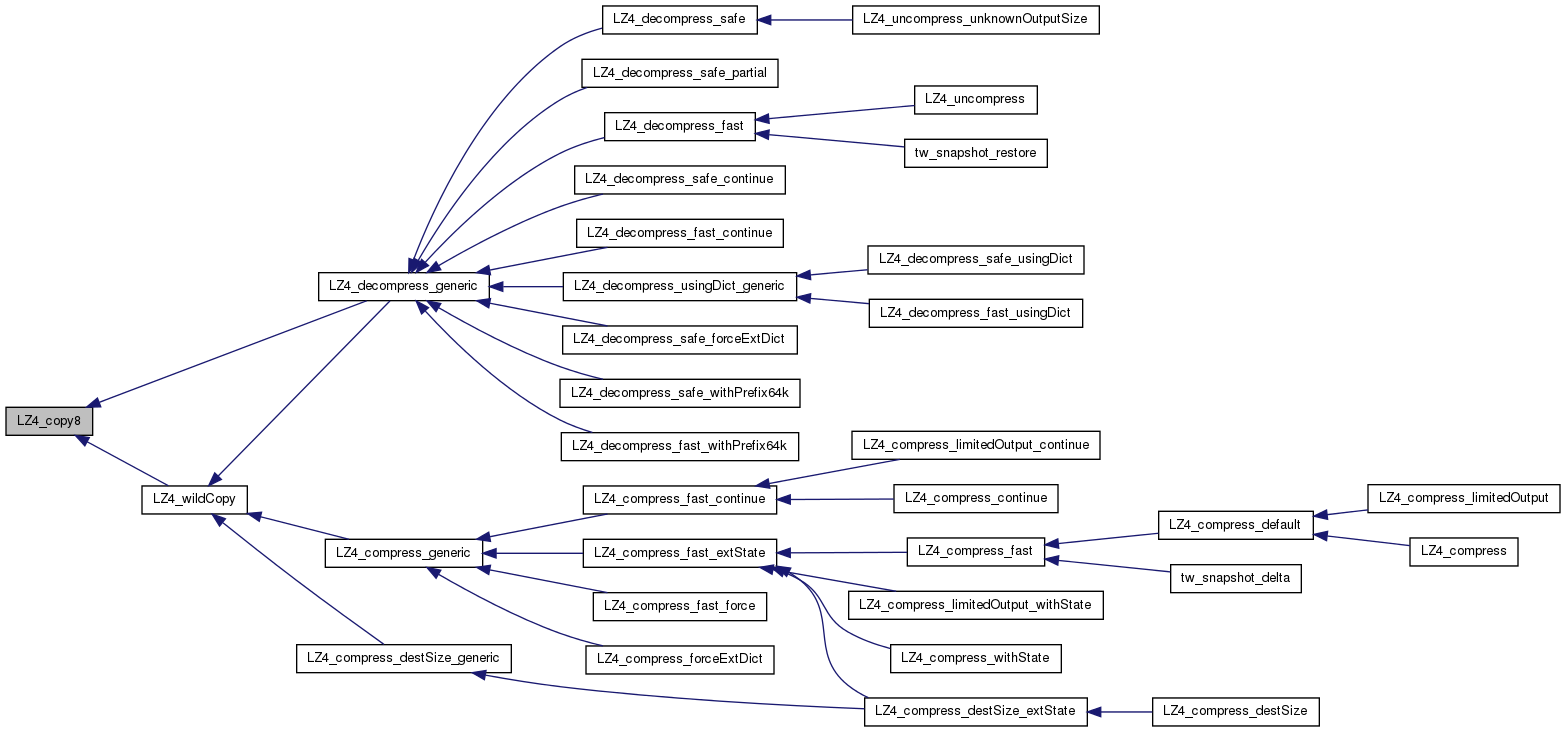 LZ4_decompress_safe
LZ4_uncompress_unknownOutputSize
LZ4_decompress_safe_partial
LZ4_uncompress
LZ4_decompress_fast
tw_snapshot_restore
LZ4_decompress_safe_continue
LZ4_decompress_fast_continue
LZ4_decompress_safe_usingDict
LZ4_decompress_generic
LZ4_decompress_usingDict_generic
LZ4_decompress_fast_usingDict
LZ4_decompress_safe_forceExtDict
LZ4_decompress_safe_withPrefix64k
LZ4_copy8
LZ4_decompress_fast_withPrefix64k
LZ4_compress_limitedOutput_continue
LZ4_wildCopy
LZ4_compress_fast_continue
LZ4_compress_continue
LZ4_compress_limitedOutput
LZ4_compress_default
LZ4_compress_generic
LZ4_compress_fast_extState
LZ4_compress_fast
LZ4_compress
tw_snapshot_delta
LZ4_compress_fast_force
LZ4_compress_limitedOutput_withState
LZ4_compress_destSize_generic
LZ4_compress_forceExtDict
LZ4_compress_withState
LZ4_compress_destSize_extState
LZ4_compress_destSize